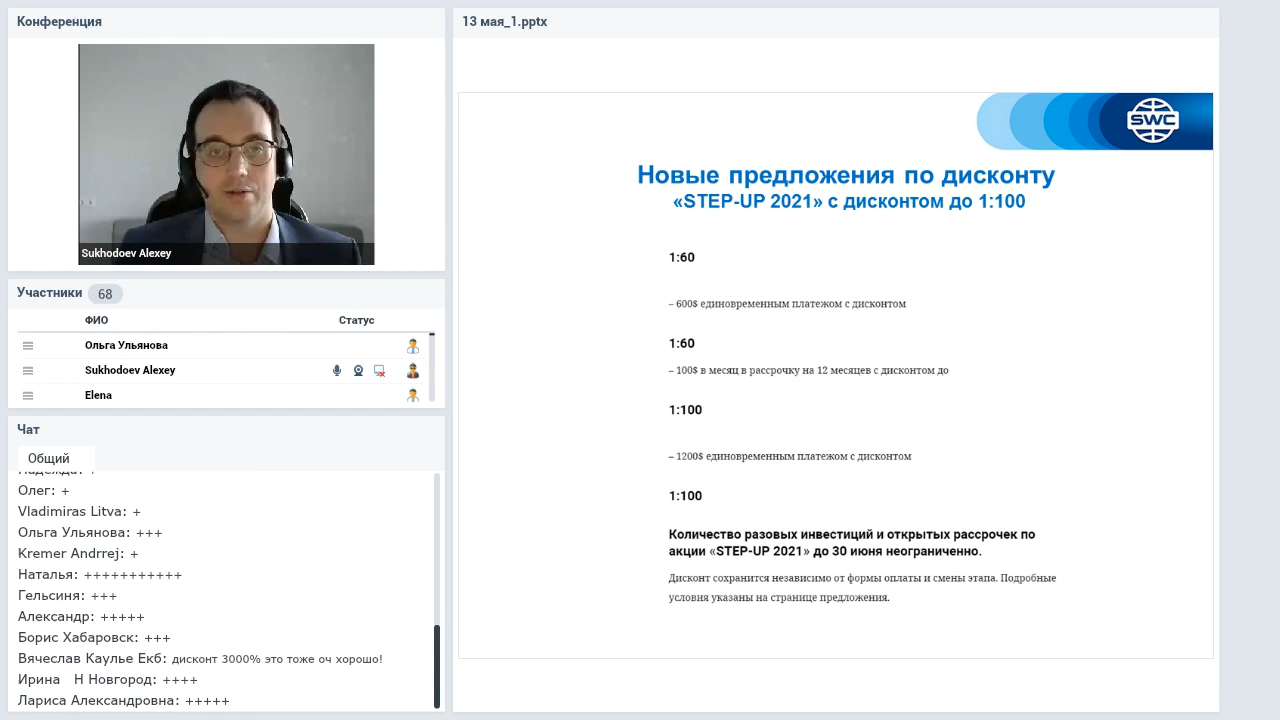 Конференция
Sukhodoev Alexey
Участники 68
ФИО Статус
Ольга Ульянова
Sukhodoev Alexey
Elena
Чат
Общий
Надежда: +
Олег: +
Vladimiras Litva: +
Ольга Ульянова: +++
Kremer Andrrej: +
Наталья: +++++++++++
Гельсиня: +++
Александр: +++++
Борис Хабаровск: +++
Вячеслав Каулье Екб: дисконт 3000% это тоже оч хорошо!
Ирина Н Новгород: ++++
Лариса Александровна: +++++
13 мая_1.pptx
SWC
Новые предложения по дисконту
«STEP-UP 2021» с дисконтом до 1:100
1:60
– 600$ единовременным платежом с дисконтом
1:60
– 100$ в месяц в рассрочку на 12 месяцев с дисконтом до
1:100
– 1200$ единовременным платежом с дисконтом
1:100
Количество разовых инвестиций и открытых рассрочек по
акции «STEP-UP 2021» до 30 июня неограниченно.
Дисконт сохранится независимо от формы оплаты и смены этапа. Подробные
условия указаны на странице предложения.